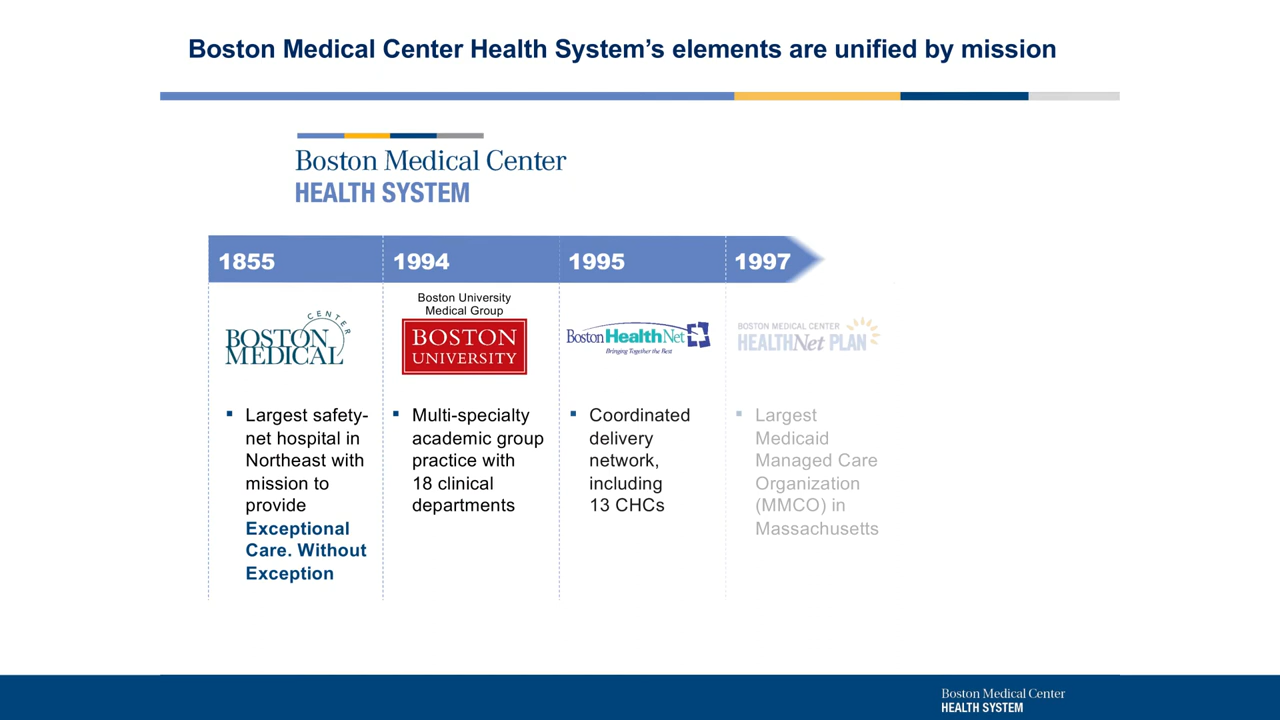 Boston Medical Center Health System’s elements are unified by mission
Boston Medical Center
HEALTH SYSTEM
1855
1994
1995
1997
BOSTON
MEDICAL
CENTER
Boston University
Medical Group
BOSTON
UNIVERSITY
Boston HealthNet
Bringing Together the Best
BOSTON MEDICAL CENTER
HEALTHNet PLAN
▪ Largest safety-
net hospital in
Northeast with
mission to
provide
Exceptional
Care. Without
Exception
▪ Multi-specialty
academic group
practice with
18 clinical
departments
▪ Coordinated
delivery
network,
including
13 CHCs
▪ Largest
Medicaid
Managed Care
Organization
(MMCO) in
Massachusetts
Boston Medical Center
HEALTH SYSTEM